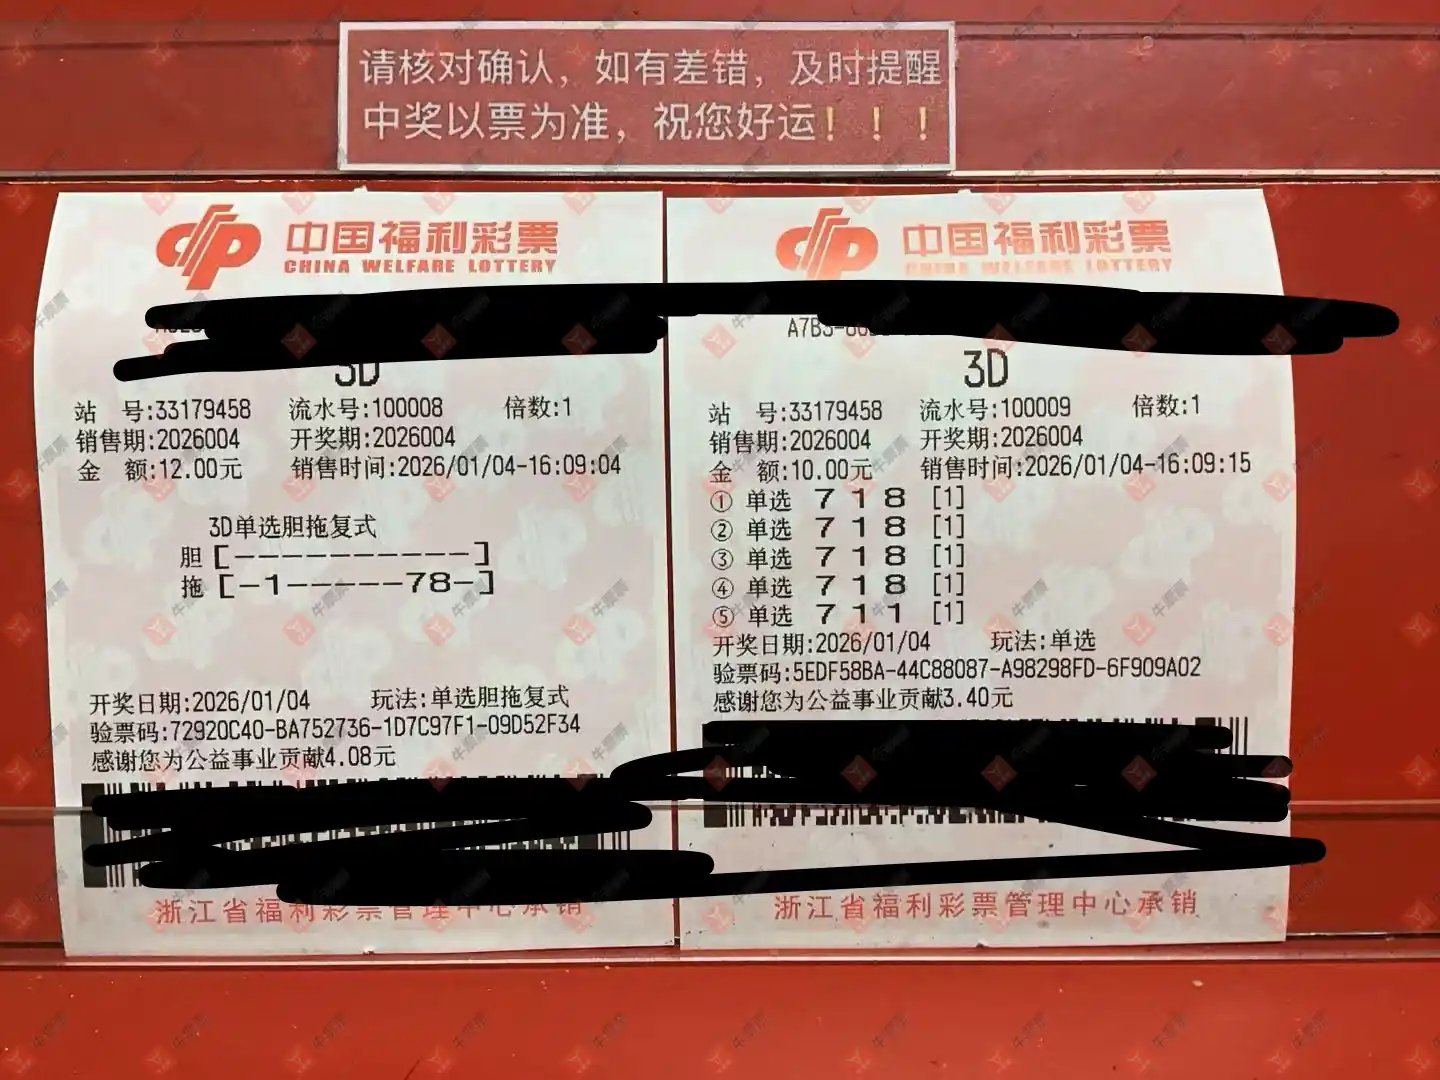 请核对确认，如有差错，及时提醒
中奖以票为准，祝您好运！！！
中国福利彩票
CHINA WELFARE LOTTERY
3D
站 号:33179458 流水号:100008 倍数:1
销售期:2026004 开奖期:2026004
金 额:12.00元 销售时间:2026/01/04-16:09:04
3D单选胆拖复式
胆 [----------]
拖 [-1-----78-]
开奖日期:2026/01/04 玩法:单选胆拖复式
验票码:72920C40-BA752736-1D7C97F1-09D52F34
感谢您为公益事业贡献4.08元
浙江省福利彩票管理中心承销
中国福利彩票
CHINA WELFARE LOTTERY
3D
站 号:33179458 流水号:100009 倍数:1
销售期:2026004 开奖期:2026004
金 额:10.00元 销售时间:2026/01/04-16:09:15
① 单选 7 1 8 [1]
② 单选 7 1 8 [1]
③ 单选 7 1 8 [1]
④ 单选 7 1 8 [1]
⑤ 单选 7 1 1 [1]
开奖日期:2026/01/04 玩法:单选
验票码:5EDF58BA-44C88087-A98298FD-6F909A02
感谢您为公益事业贡献3.40元
浙江省福利彩票管理中心承销